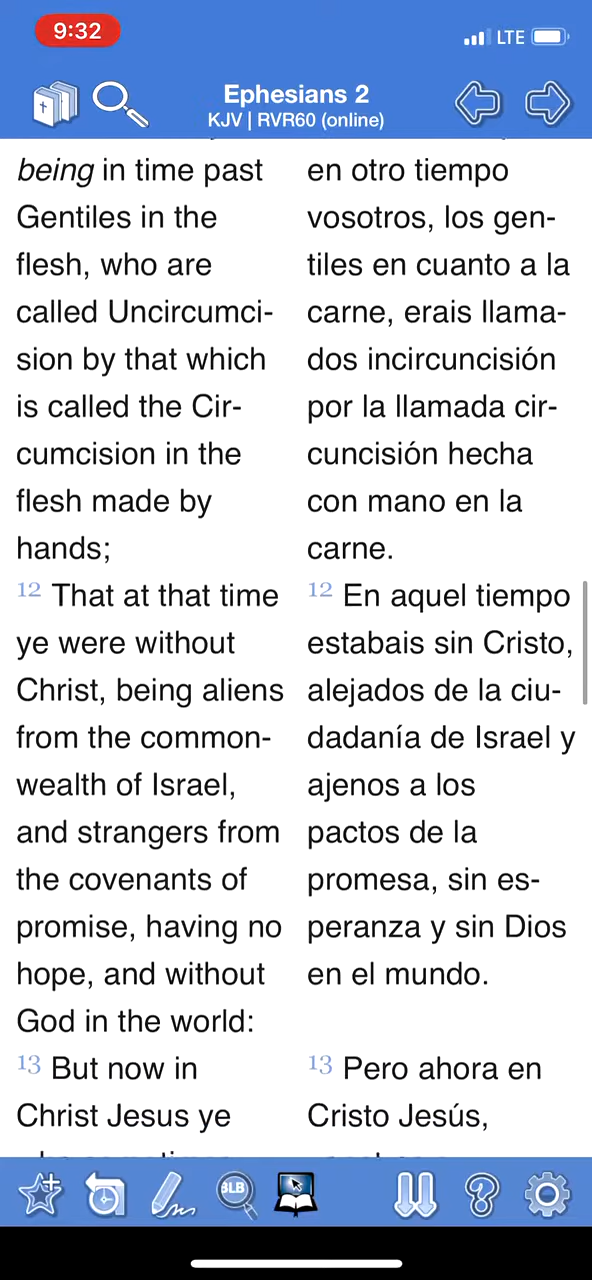 9:32
LTE
Ephesians 2
KJV | RVR60 (online)
being in time past
Gentiles in the
flesh, who are
called Uncircumci-
sion by that which
is called the Cir-
cumcision in the
flesh made by
hands;
12 That at that time
ye were without
Christ, being aliens
from the common-
wealth of Israel,
and strangers from
the covenants of
promise, having no
hope, and without
God in the world:
13 But now in
Christ Jesus ye
en otro tiempo
vosotros, los gen-
tiles en cuanto a la
carne, erais llama-
dos incircuncisión
por la llamada cir-
cuncisión hecha
con mano en la
carne.
12 En aquel tiempo
estabais sin Cristo,
alejados de la ciu-
dadanía de Israel y
ajenos a los
pactos de la
promesa, sin es-
peranza y sin Dios
en el mundo.
13 Pero ahora en
Cristo Jesús,
BLB